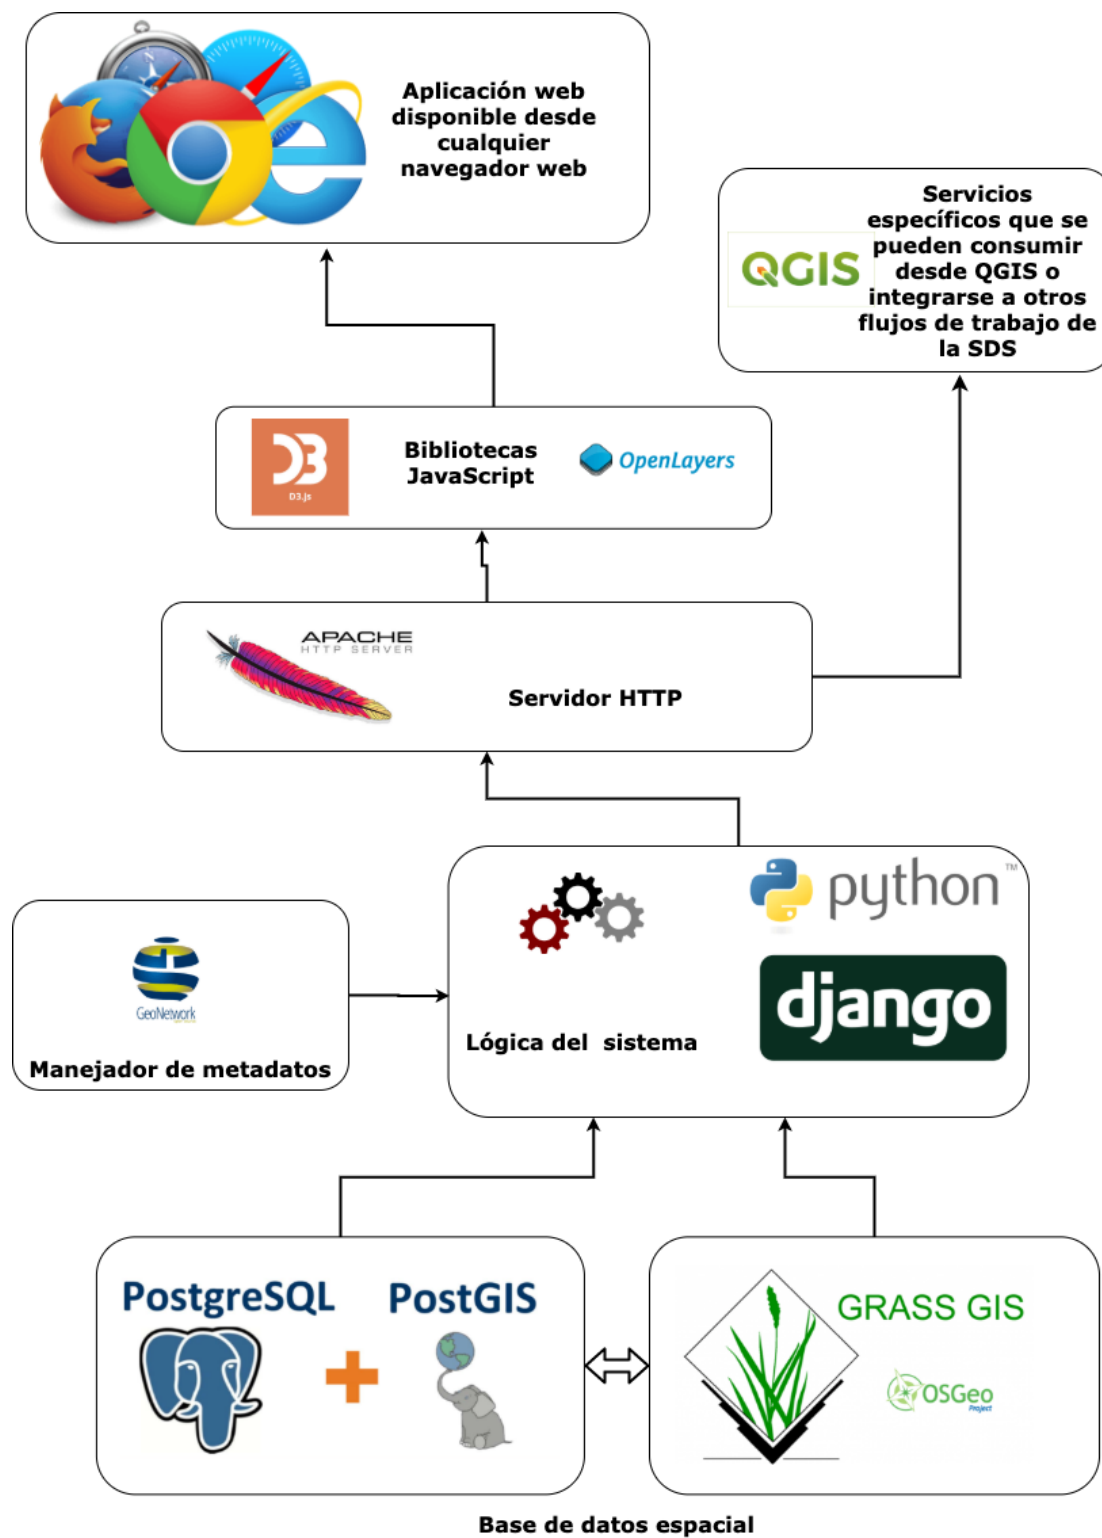 Aplicación web
disponible desde
cualquier
navegador web
Servicios
específicos que se
pueden consumir
desde QGIS o
integrarse a otros
flujos de trabajo de
la SDS
QGIS
D3
D3.js
Bibliotecas
JavaScript
OpenLayers
APACHE
HTTP SERVER
Servidor HTTP
python™
django
Lógica del  sistema
GeoNetwork
Manejador de metadatos
PostgreSQL
PostGIS
GRASS GIS
OSGeo
Project
Base de datos espacial